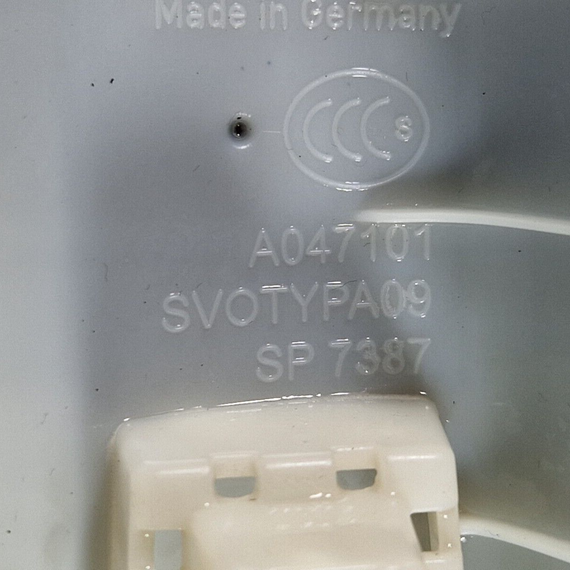 Made in Germany
CCC S
A047101
SVOTYPA09
SP 7387